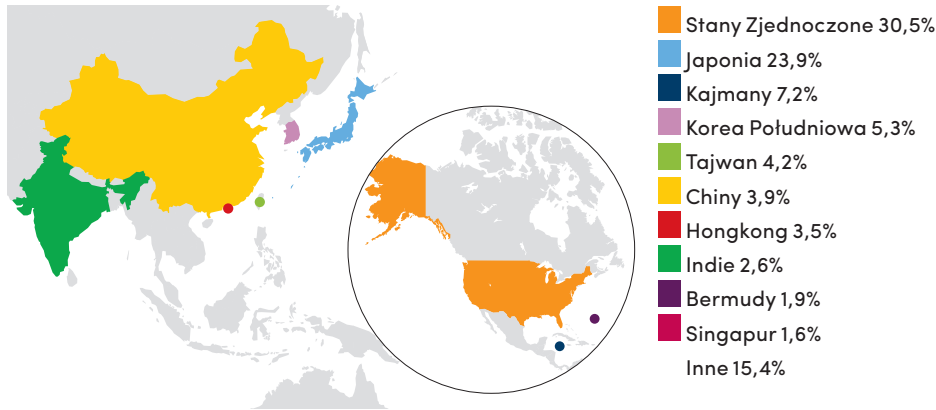 Stany Zjednoczone 30,5%
Japonia 23,9%
Kajmany 7,2%
Korea Południowa 5,3%
Tajwan 4,2%
Chiny 3,9%
Hongkong 3,5%
Indie 2,6%
Bermudy 1,9%
Singapur 1,6%
Inne 15,4%